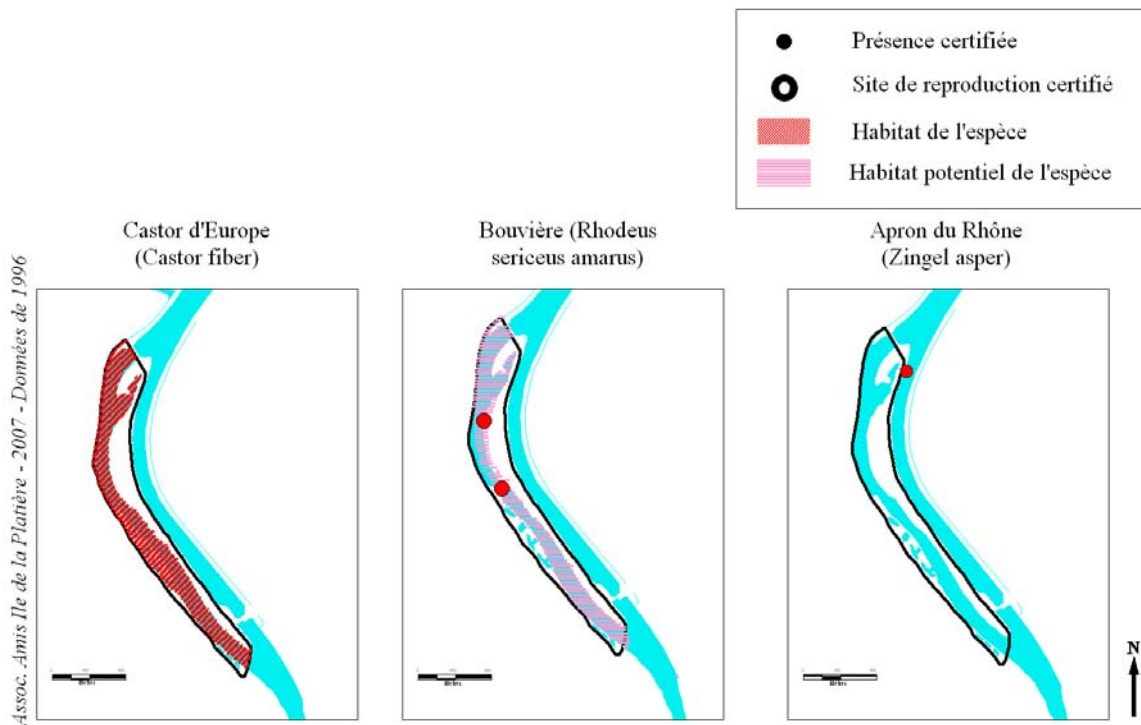 Présence certifiée
Site de reproduction certifié
Habitat de l'espèce
Habitat potentiel de l'espèce
Castor d'Europe
(Castor fiber)
Bouvière (Rhodeus
sericeus amarus)
Apron du Rhône
(Zingel asper)
Assoc. Amis Ile de la Platière - 2007 - Données de 1996
N